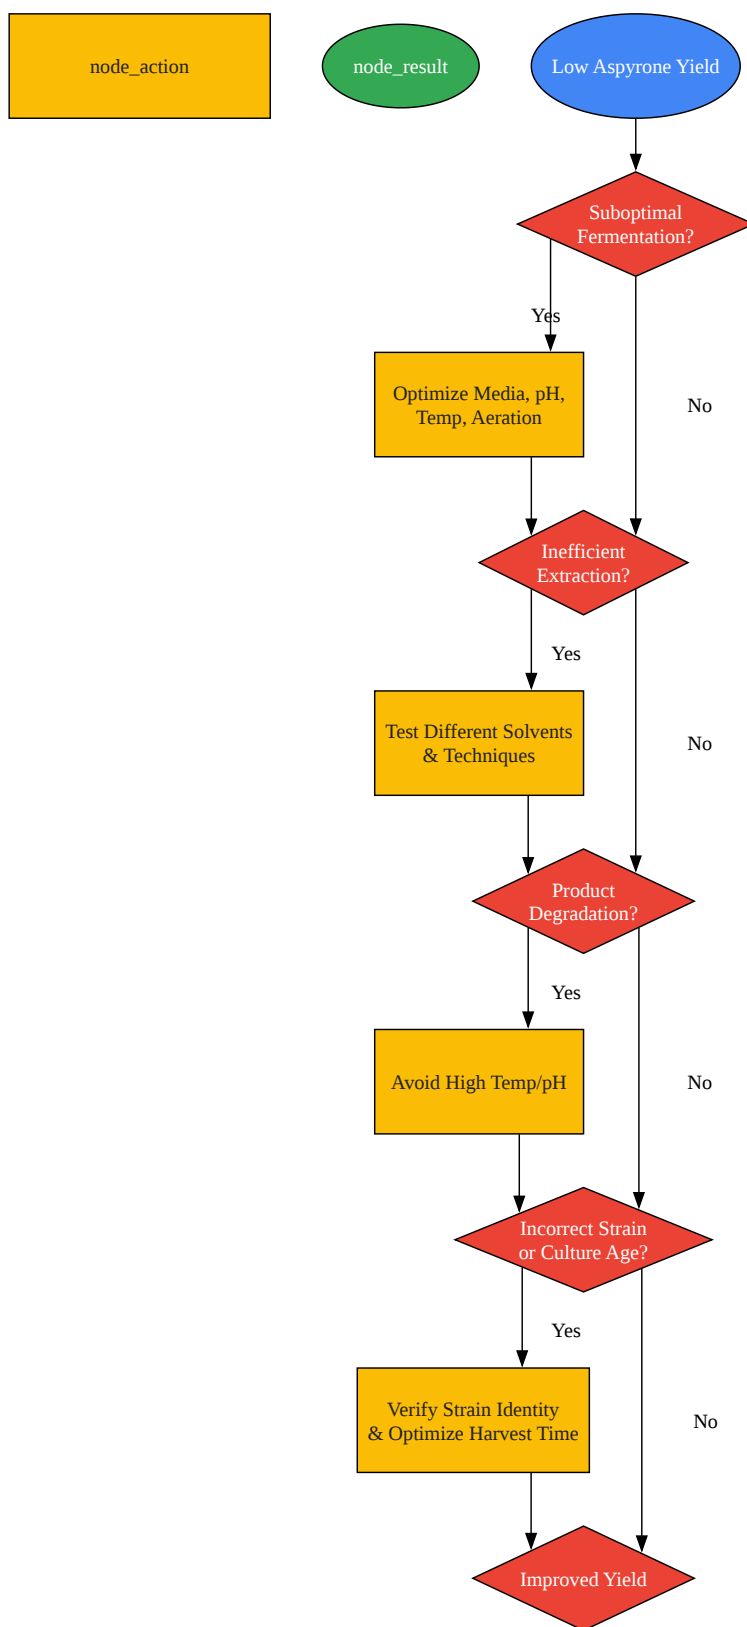 node_action
node_result
Low Aspyrone Yield
Suboptimal
Fermentation?
Yes
Optimize Media, pH,
Temp, Aeration
No
Inefficient
Extraction?
Yes
Test Different Solvents
& Techniques
No
Product
Degradation?
Yes
Avoid High Temp/pH
No
Incorrect Strain
or Culture Age?
Yes
Verify Strain Identity
& Optimize Harvest Time
No
Improved Yield